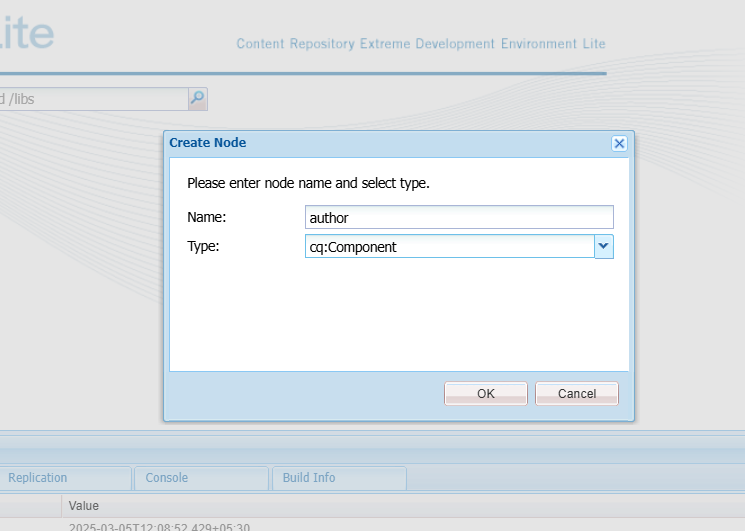 ite
Content Repository Extreme Development Environment Lite
/libs
Create Node
Please enter node name and select type.
Name: author
Type: cq:Component
OK Cancel
Replication Console Build Info
Value
2025-03-05T12:08:52.429+05:30